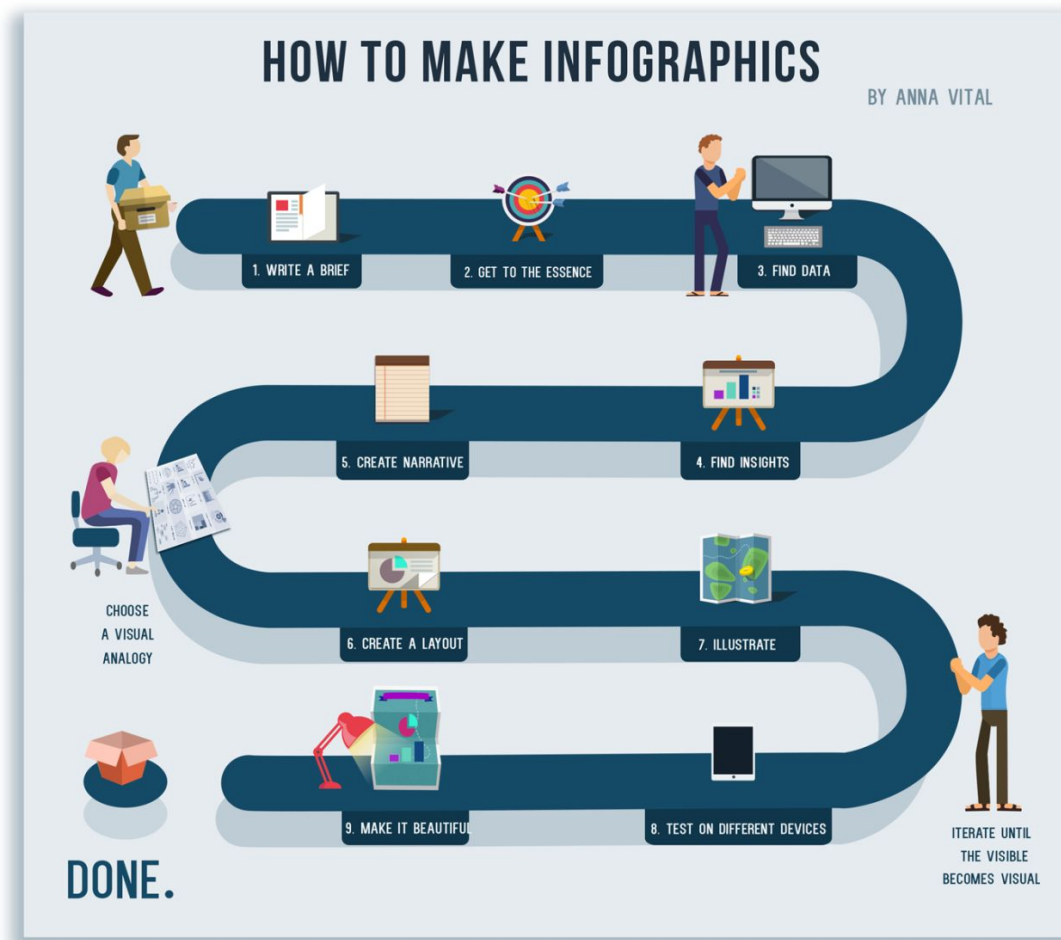 HOW TO MAKE INFOGRAPHICS
BY ANNA VITAL
1. WRITE A BRIEF
2. GET TO THE ESSENCE
3. FIND DATA
4. FIND INSIGHTS
5. CREATE NARRATIVE
CHOOSE
A VISUAL
ANALOGY
6. CREATE A LAYOUT
7. ILLUSTRATE
ITERATE UNTIL
THE VISIBLE
BECOMES VISUAL
8. TEST ON DIFFERENT DEVICES
9. MAKE IT BEAUTIFUL
DONE.